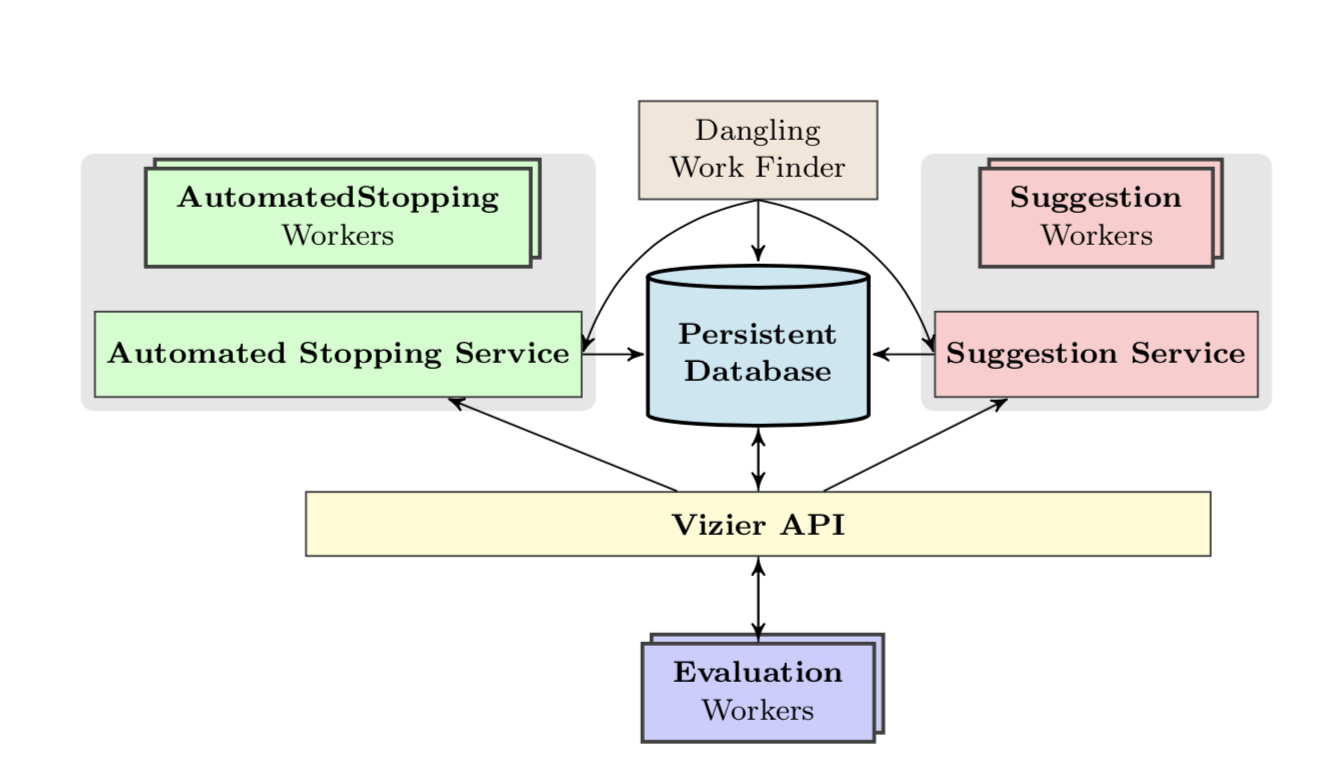 Dangling
Work Finder
AutomatedStopping
Workers
Suggestion
Workers
Automated Stopping Service
Persistent
Database
Suggestion Service
Vizier API
Evaluation
Workers